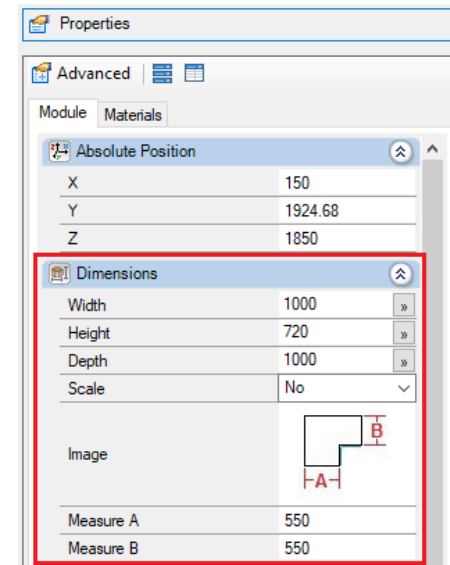 Properties
Advanced
Module Materials
Absolute Position
X 150
Y 1924.68
Z 1850
Dimensions
Width 1000 »
Height 720 »
Depth 1000 »
Scale No
B
Image
A
Measure A 550
Measure B 550